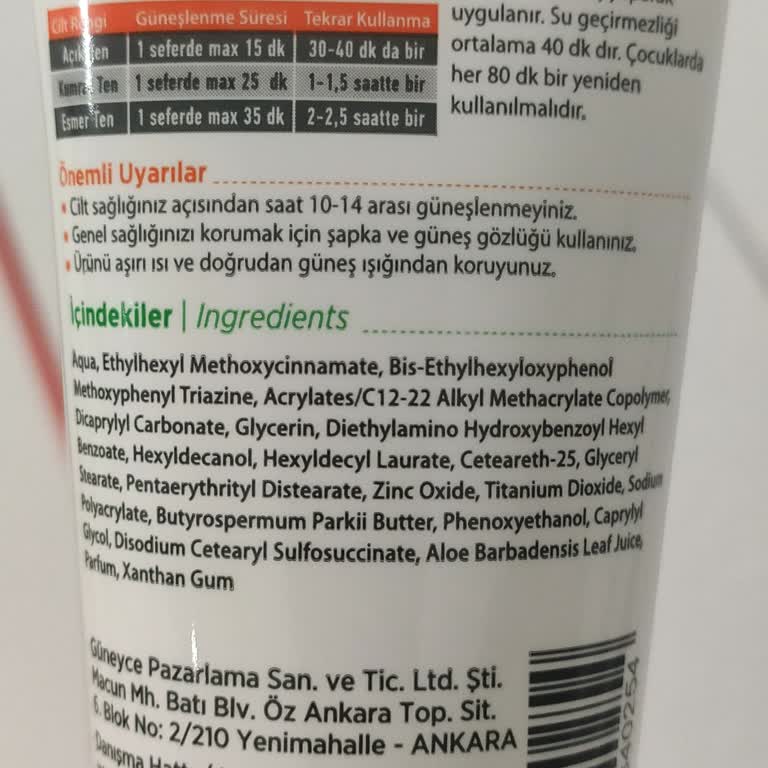 Cilt Rengi Güneşlenme Süresi Tekrar Kullanma
Açık Ten 1 seferde max 15 dk 30-40 dk da bir
Kumral Ten 1 seferde max 25 dk 1-1,5 saatte bir
Esmer Ten 1 seferde max 35 dk 2-2,5 saatte bir
uygulanır. Su geçirmezliği
ortalama 40 dk dır. Çocuklarda
her 80 dk bir yeniden
kullanılmalıdır.
Önemli Uyarılar
• Cilt sağlığınız açısından saat 10-14 arası güneşlenmeyiniz.
• Genel sağlığınızı korumak için şapka ve güneş gözlüğü kullanınız.
• Ürünü aşırı ısı ve doğrudan güneş ışığından koruyunuz.
İçindekiler | Ingredients
Aqua, Ethylhexyl Methoxycinnamate, Bis-Ethylhexyloxyphenol
Methoxyphenyl Triazine, Acrylates/C12-22 Alkyl Methacrylate Copolymer,
Dicaprylyl Carbonate, Glycerin, Diethylamino Hydroxybenzoyl Hexyl
Benzoate, Hexyldecanol, Hexyldecyl Laurate, Ceteareth-25, Glyceryl
Stearate, Pentaerythrityl Distearate, Zinc Oxide, Titanium Dioxide, Sodium
Polyacrylate, Butyrospermum Parkii Butter, Phenoxyethanol, Caprylyl
Glycol, Disodium Cetearyl Sulfosuccinate, Aloe Barbadensis Leaf Juice,
Parfum, Xanthan Gum
Güneyce Pazarlama San. ve Tic. Ltd. Şti.
Macun Mh. Batı Blv. Öz Ankara Top. Sit.
6. Blok No: 2/210 Yenimahalle - ANKARA
Danışma
40254